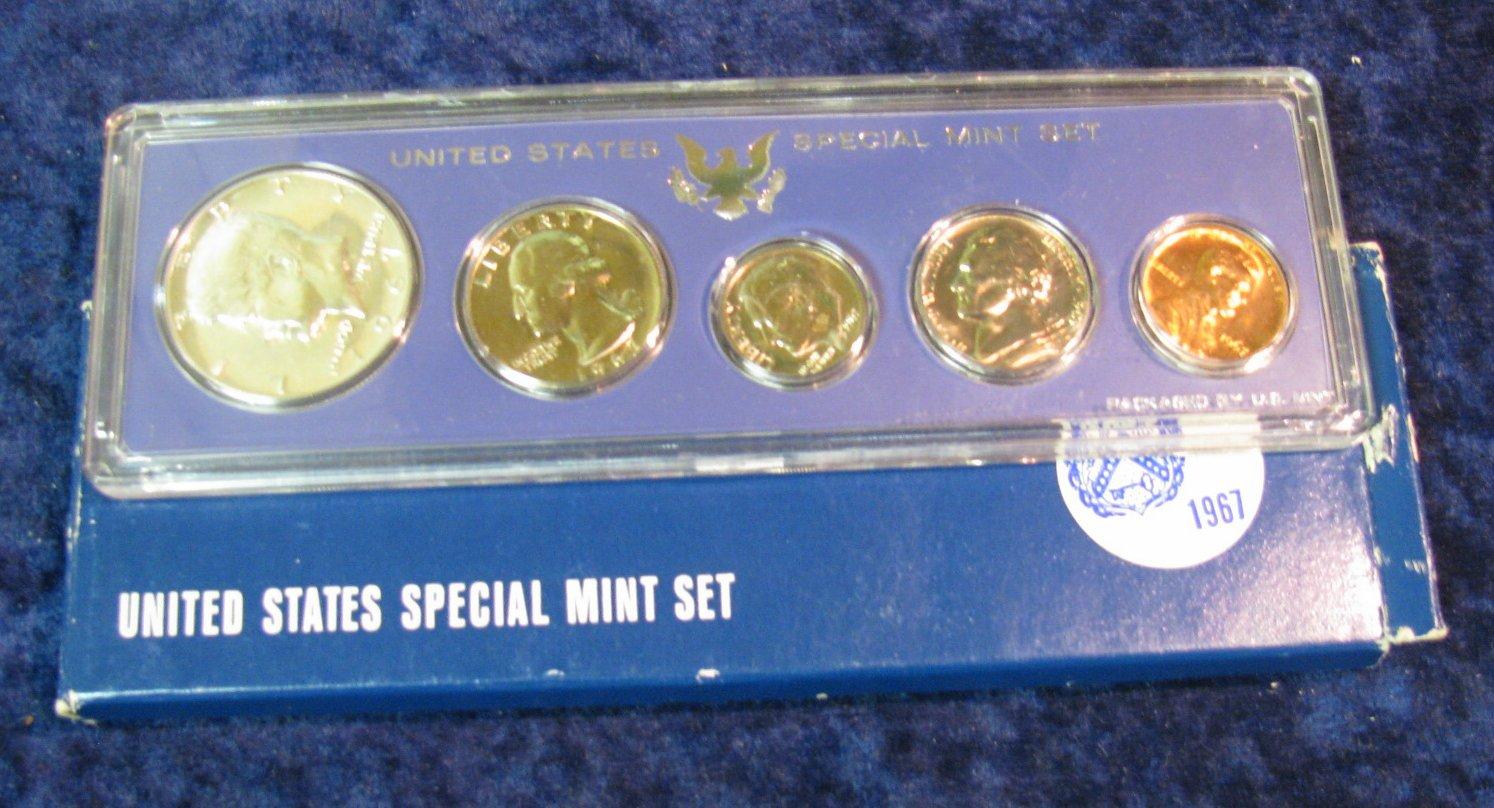 UNITED STATES SPECIAL MINT SET
LIBERTY
PACKAGED BY U.S. MINT
1967
UNITED STATES SPECIAL MINT SET